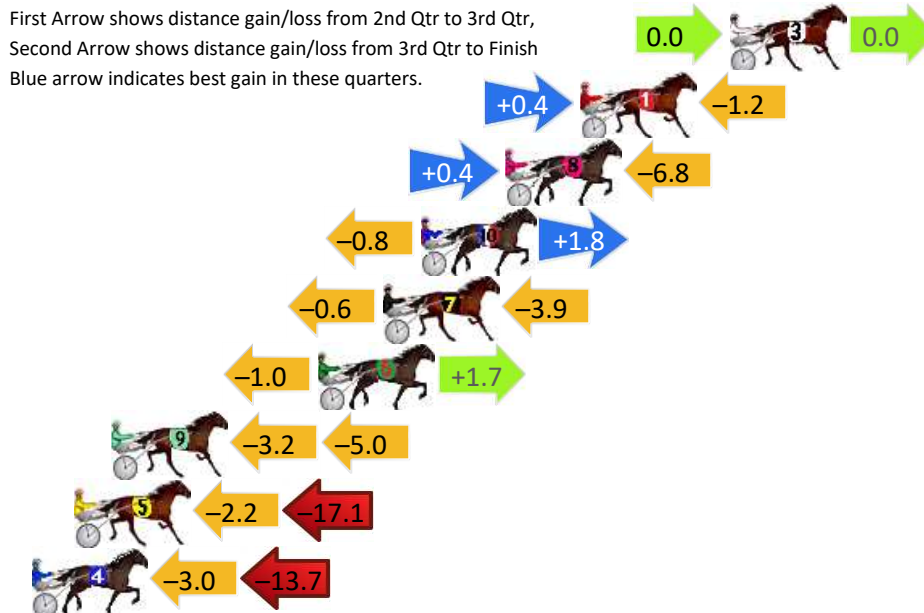 First Arrow shows distance gain/loss from 2nd Qtr to 3rd Qtr,
Second Arrow shows distance gain/loss from 3rd Qtr to Finish
Blue arrow indicates best gain in these quarters.
0.0 3 0.0
+0.4 1 –1.2
+0.4 8 –6.8
–0.8 10 +1.8
–0.6 7 –3.9
–1.0 +1.7
9 –3.2 –5.0
5 –2.2 –17.1
4 –3.0 –13.7